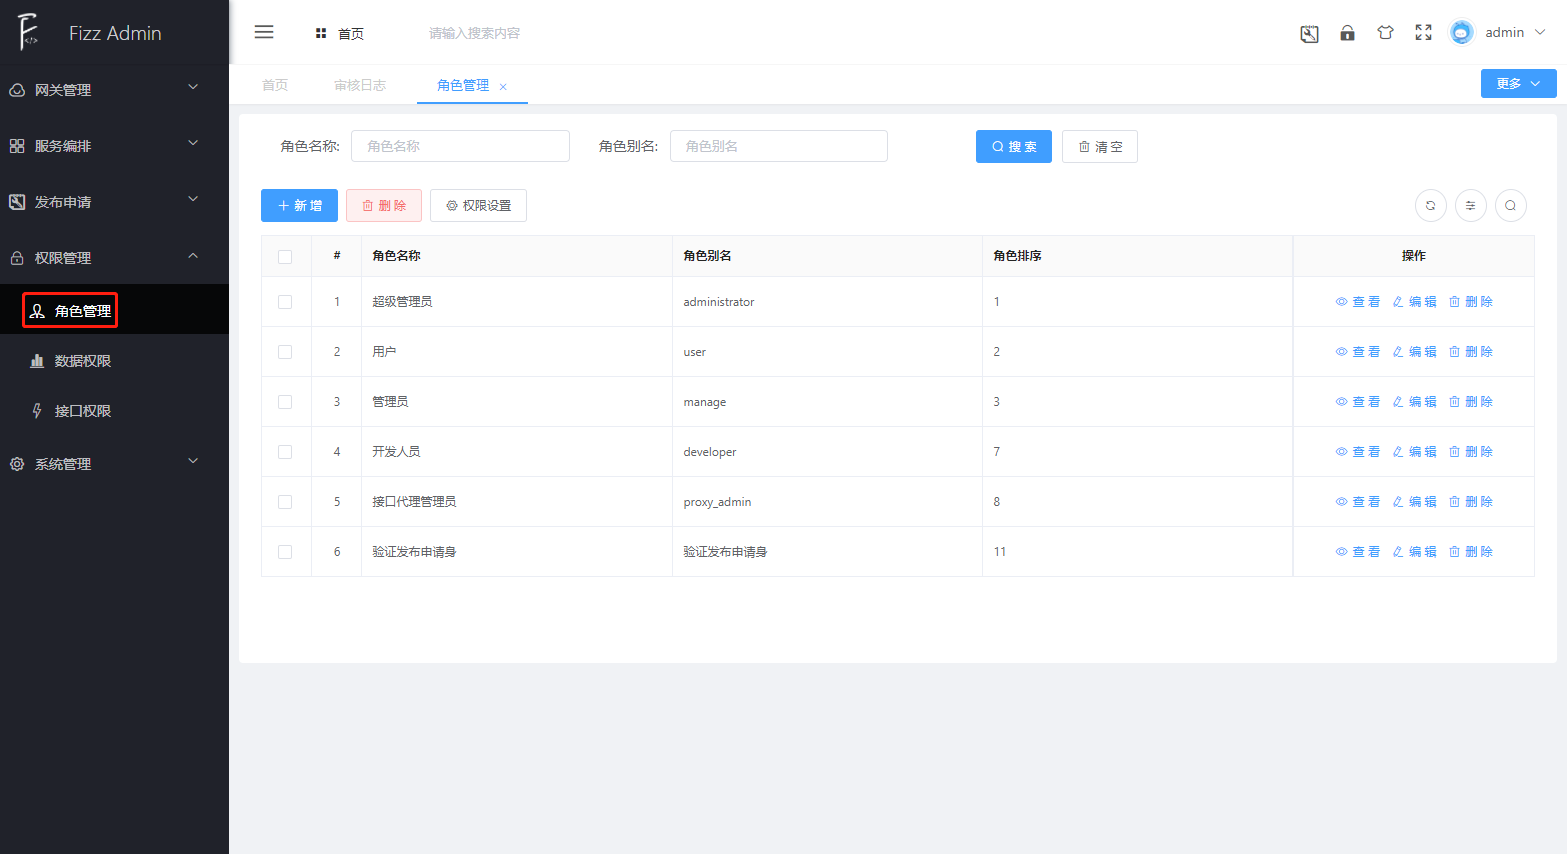 Fizz Admin
网关管理
服务编排
发布申请
权限管理
角色管理
数据权限
接口权限
系统管理
首页 请输入搜索内容 admin
首页 审核日志 角色管理 更多
角色名称: 角色名称 角色别名: 角色别名 搜 索 清 空
新 增 删 除 权限设置
# 角色名称 角色别名 角色排序 操作
1 超级管理员 administrator 1 查 看 编 辑 删 除
2 用户 user 2 查 看 编 辑 删 除
3 管理员 manage 3 查 看 编 辑 删 除
4 开发人员 developer 7 查 看 编 辑 删 除
5 接口代理管理员 proxy_admin 8 查 看 编 辑 删 除
6 验证发布申请身 验证发布申请身 11 查 看 编 辑 删 除